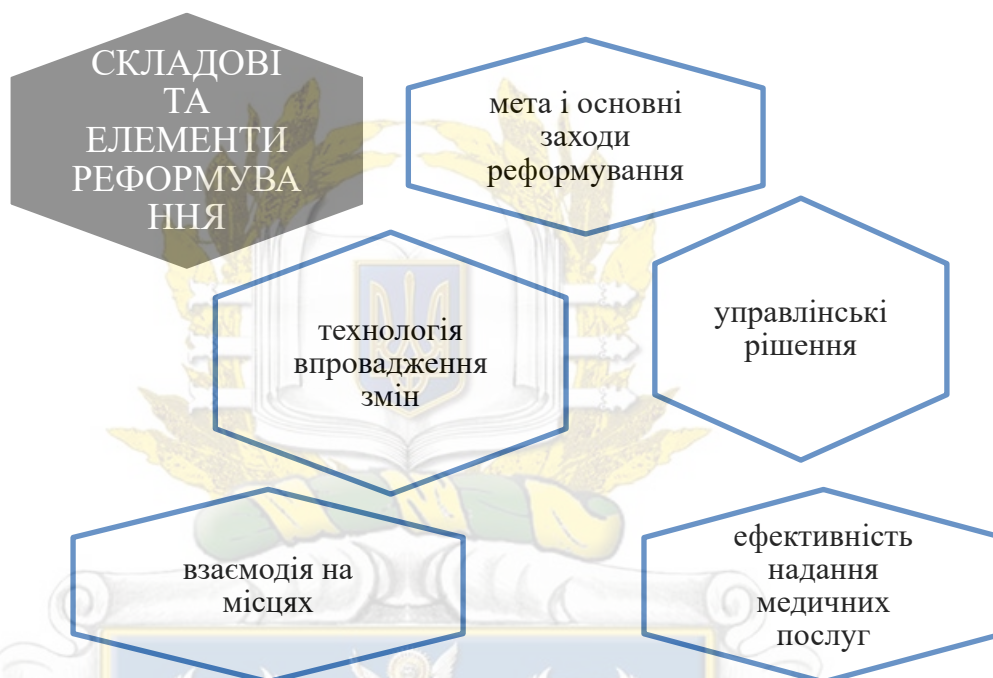 СКЛАДОВІ
ТА
ЕЛЕМЕНТИ
РЕФОРМУВА
ННЯ
мета і основні
заходи
реформування
управлінські
рішення
технологія
впровадження
змін
взаємодія на
місцях
ефективність
надання
медичних
послуг